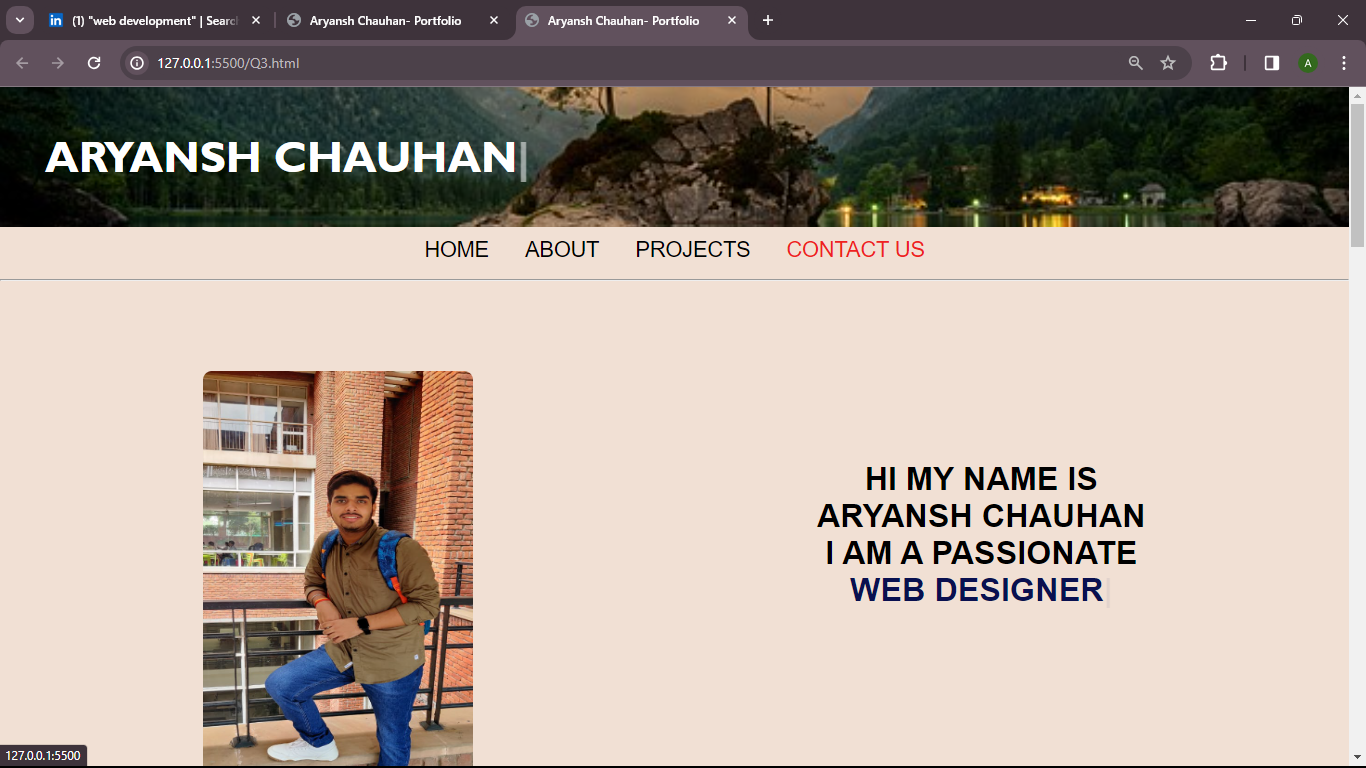 (1) "web development" | Searc
Aryansh Chauhan- Portfolio
Aryansh Chauhan- Portfolio
127.0.0.1:5500/Q3.html
A
ARYANSH CHAUHAN|
HOME ABOUT PROJECTS CONTACT US
HI MY NAME IS
ARYANSH CHAUHAN
I AM A PASSIONATE
WEB DESIGNER|
127.0.0.1:5500